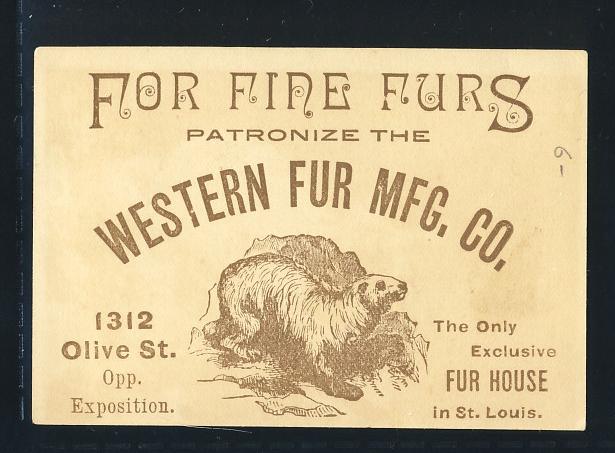 FOR FINE FURS
PATRONIZE THE
WESTERN FUR MFG. CO.
1312
Olive St.
Opp.
Exposition.
The Only
Exclusive
FUR HOUSE
in St. Louis.